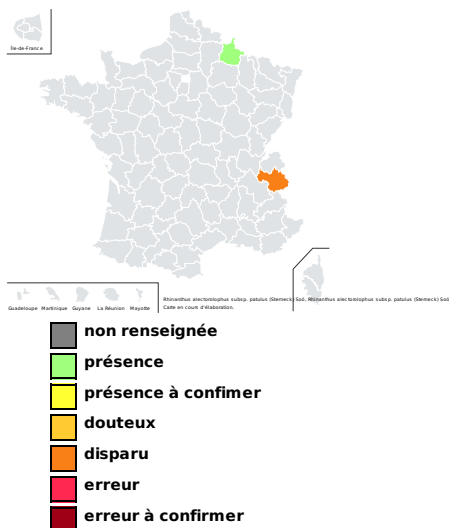 Île-de-France
Guadeloupe Martinique Guyane La Réunion Mayotte
Rhinanthus alectorolophus subsp. patulus (Sterneck) Soó, Rhinanthus alectorolophus subsp. patulus (Sterneck) Soó
Carte en cours d'élaboration.
non renseignée
présence
présence à confimer
douteux
disparu
erreur
erreur à confirmer